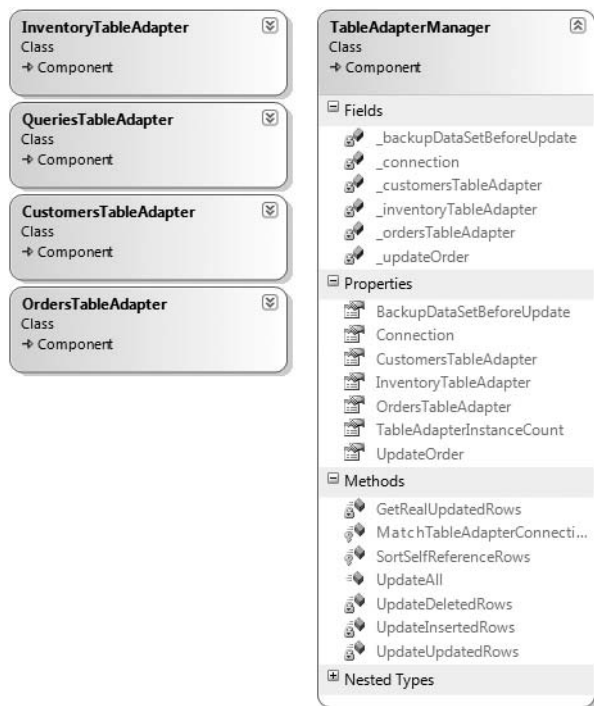 InventoryTableAdapter
Class
Component
QueriesTableAdapter
Class
Component
CustomersTableAdapter
Class
Component
OrdersTableAdapter
Class
Component
TableAdapterManager
Class
Component
Fields
_backupDataSetBeforeUpdate
_connection
_customersTableAdapter
_inventoryTableAdapter
_ordersTableAdapter
_updateOrder
Properties
BackupDataSetBeforeUpdate
Connection
CustomersTableAdapter
InventoryTableAdapter
OrdersTableAdapter
TableAdapterInstanceCount
UpdateOrder
Methods
GetRealUpdatedRows
MatchTableAdapterConnecti...
SortSelfReferenceRows
UpdateAll
UpdateDeletedRows
UpdateInsertedRows
UpdateUpdatedRows
Nested Types